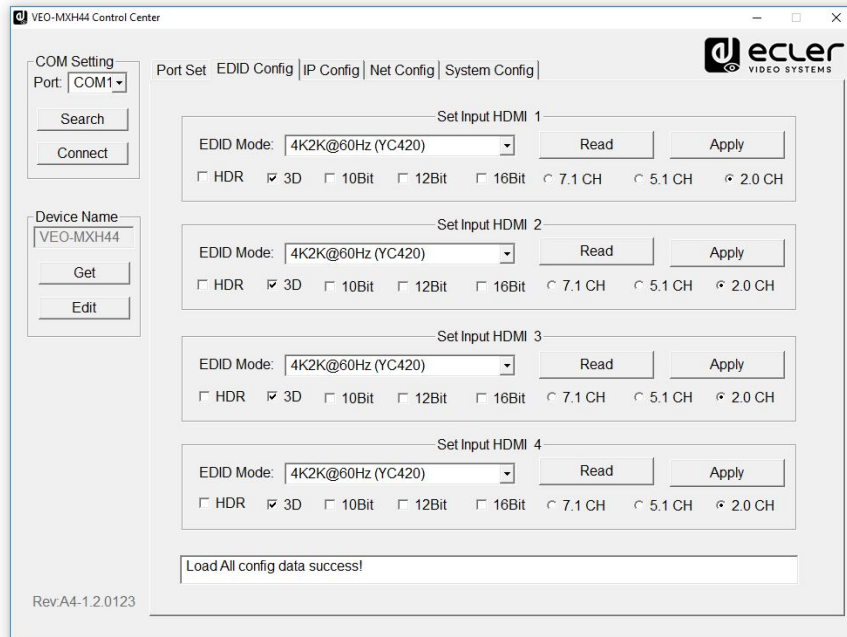 VEO-MXH44 Control Center
ecler
VIDEO SYSTEMS
COM Setting
Port: COM1
Search
Connect
Device Name
VEO-MXH44
Get
Edit
Rev:A4-1.2.0123
Port Set EDID Config IP Config Net Config System Config
Set Input HDMI 1
EDID Mode: 4K2K@60Hz (YC420) Read Apply
HDR 3D 10Bit 12Bit 16Bit 7.1 CH 5.1 CH 2.0 CH
Set Input HDMI 2
EDID Mode: 4K2K@60Hz (YC420) Read Apply
HDR 3D 10Bit 12Bit 16Bit 7.1 CH 5.1 CH 2.0 CH
Set Input HDMI 3
EDID Mode: 4K2K@60Hz (YC420) Read Apply
HDR 3D 10Bit 12Bit 16Bit 7.1 CH 5.1 CH 2.0 CH
Set Input HDMI 4
EDID Mode: 4K2K@60Hz (YC420) Read Apply
HDR 3D 10Bit 12Bit 16Bit 7.1 CH 5.1 CH 2.0 CH
Load All config data success!